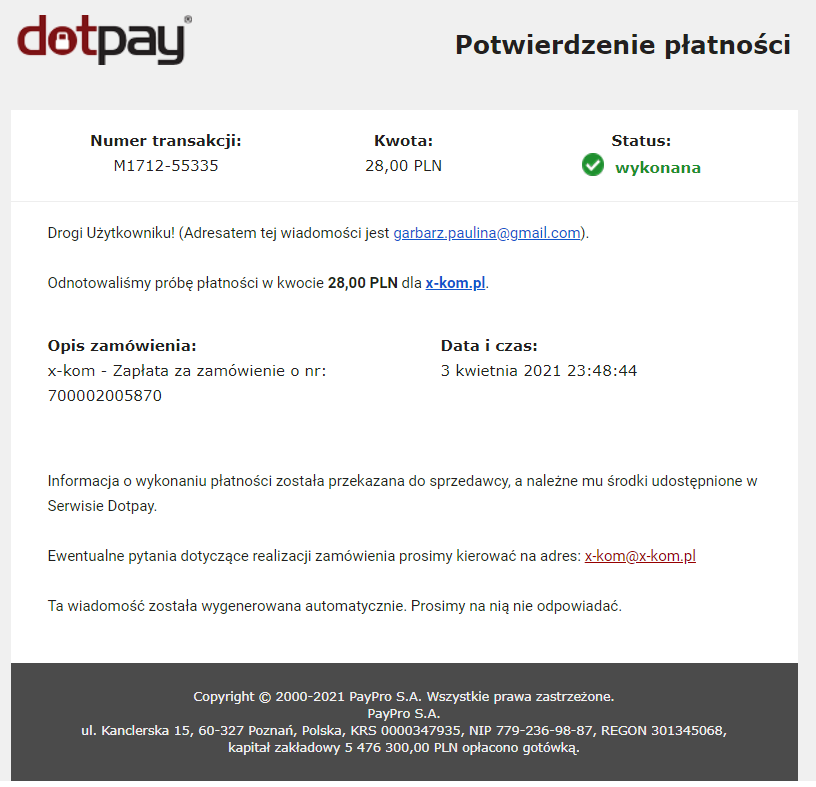 dotpay®
Potwierdzenie płatności
Numer transakcji:
M1712-55335
Kwota:
28,00 PLN
Status:
wykonana
Drogi Użytkowniku! (Adresatem tej wiadomości jest garbarz.paulina@gmail.com).
Odnotowaliśmy próbę płatności w kwocie 28,00 PLN dla x-kom.pl.
Opis zamówienia:
x-kom - Zapłata za zamówienie o nr:
700002005870
Data i czas:
3 kwietnia 2021 23:48:44
Informacja o wykonaniu płatności została przekazana do sprzedawcy, a należne mu środki udostępnione w
Serwisie Dotpay.
Ewentualne pytania dotyczące realizacji zamówienia prosimy kierować na adres: x-kom@x-kom.pl
Ta wiadomość została wygenerowana automatycznie. Prosimy na nią nie odpowiadać.
Copyright © 2000-2021 PayPro S.A. Wszystkie prawa zastrzeżone.
PayPro S.A.
ul. Kanclerska 15, 60-327 Poznań, Polska, KRS 0000347935, NIP 779-236-98-87, REGON 301345068,
kapitał zakładowy 5 476 300,00 PLN opłacono gotówką.